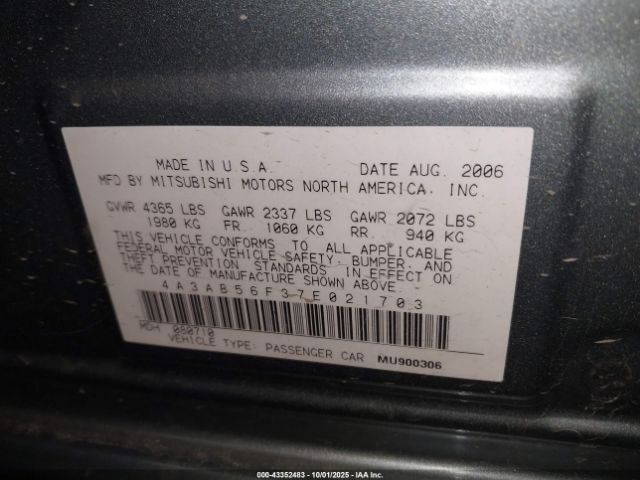 MADE IN U.S.A. DATE AUG. 2006
MFD BY MITSUBISHI MOTORS NORTH AMERICA, INC.
GVWR 4365 LBS GAWR 2337 LBS GAWR 2072 LBS
1980 KG FR. 1060 KG RR. 940 KG
THIS VEHICLE CONFORMS TO ALL APPLICABLE
FEDERAL MOTOR VEHICLE SAFETY, BUMPER, AND
THEFT PREVENTION STANDARDS IN EFFECT ON
THE DATE OF MANUFACTURE SHOWN ABOVE.
4A3AB56F37E021703
MDH 080710
VEHICLE TYPE: PASSENGER CAR MU900306
000-43352483 - 10/01/2025 - IAA Inc.